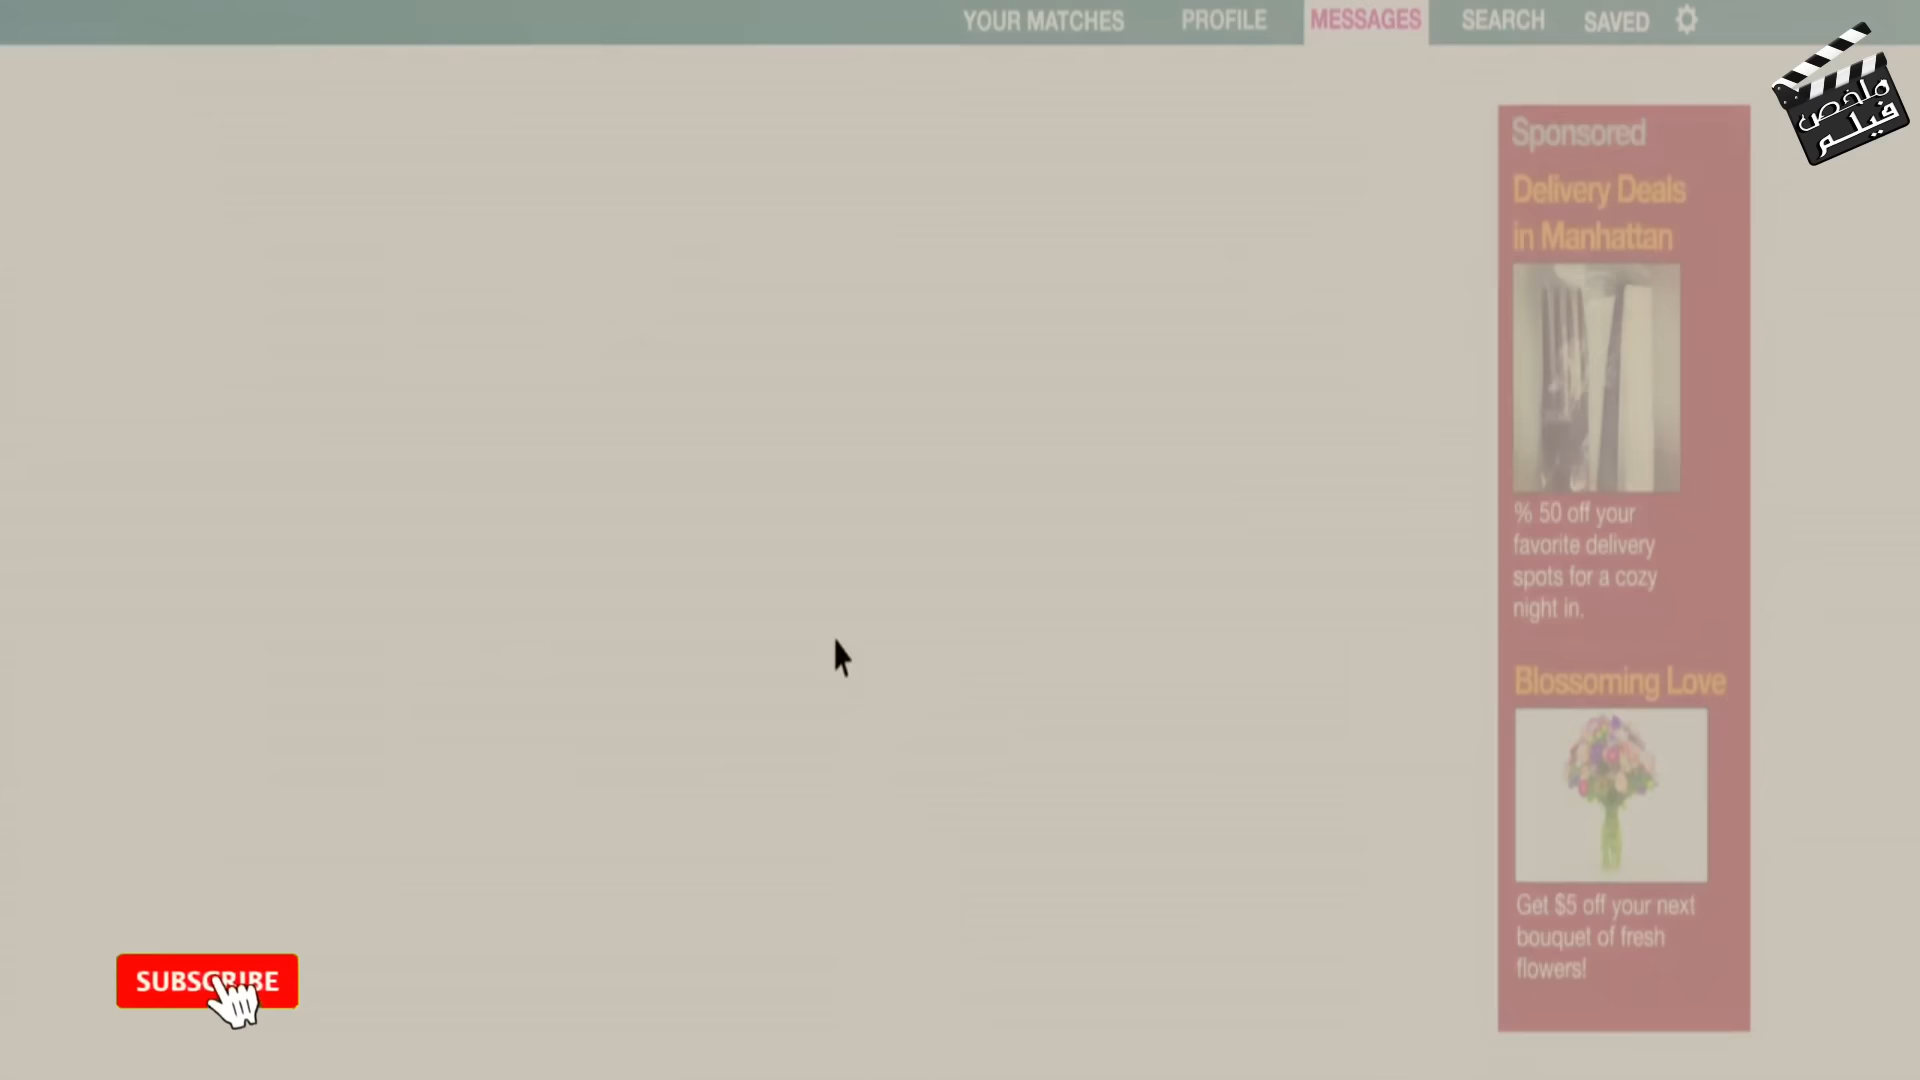 YOUR MATCHES PROFILE MESSAGES SEARCH SAVED
ملخص
فيلم
Sponsored
Delivery Deals
in Manhattan
% 50 off your
favorite delivery
spots for a cozy
night in.
Blossoming Love
Get $5 off your next
bouquet of fresh
flowers!
SUBSCRIBE